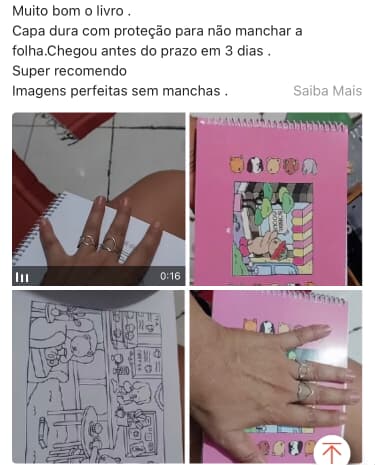 Muito bom o livro .
Capa dura com proteção para não manchar a
folha.Chegou antes do prazo em 3 dias .
Super recomendo
Imagens perfeitas sem manchas .
Saiba Mais
0:16